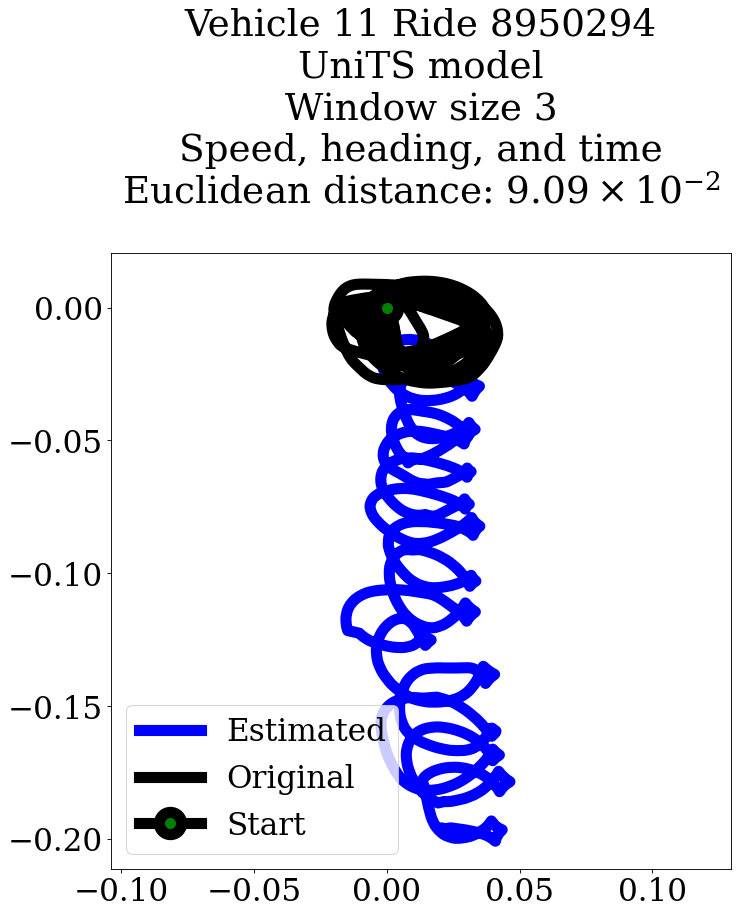 Vehicle 11 Ride 8950294
UniTS model
Window size 3
Speed, heading, and time
Euclidean distance: 9.09 × 10⁻²
0.00
−0.05
−0.10
−0.15
−0.20
Estimated
Original
Start
−0.10 −0.05 0.00 0.05 0.10